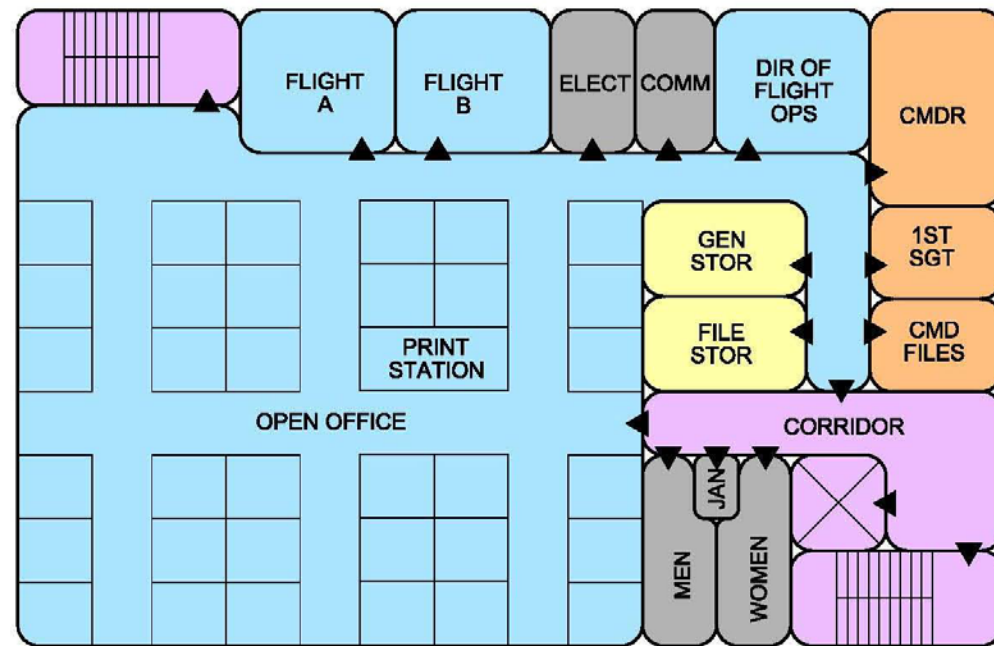 FLIGHT
A
FLIGHT
B
ELECT
COMM
DIR OF
FLIGHT
OPS
CMDR
GEN
STOR
1ST
SGT
FILE
STOR
CMD
FILES
PRINT
STATION
OPEN OFFICE
CORRIDOR
MEN
JAN
WOMEN